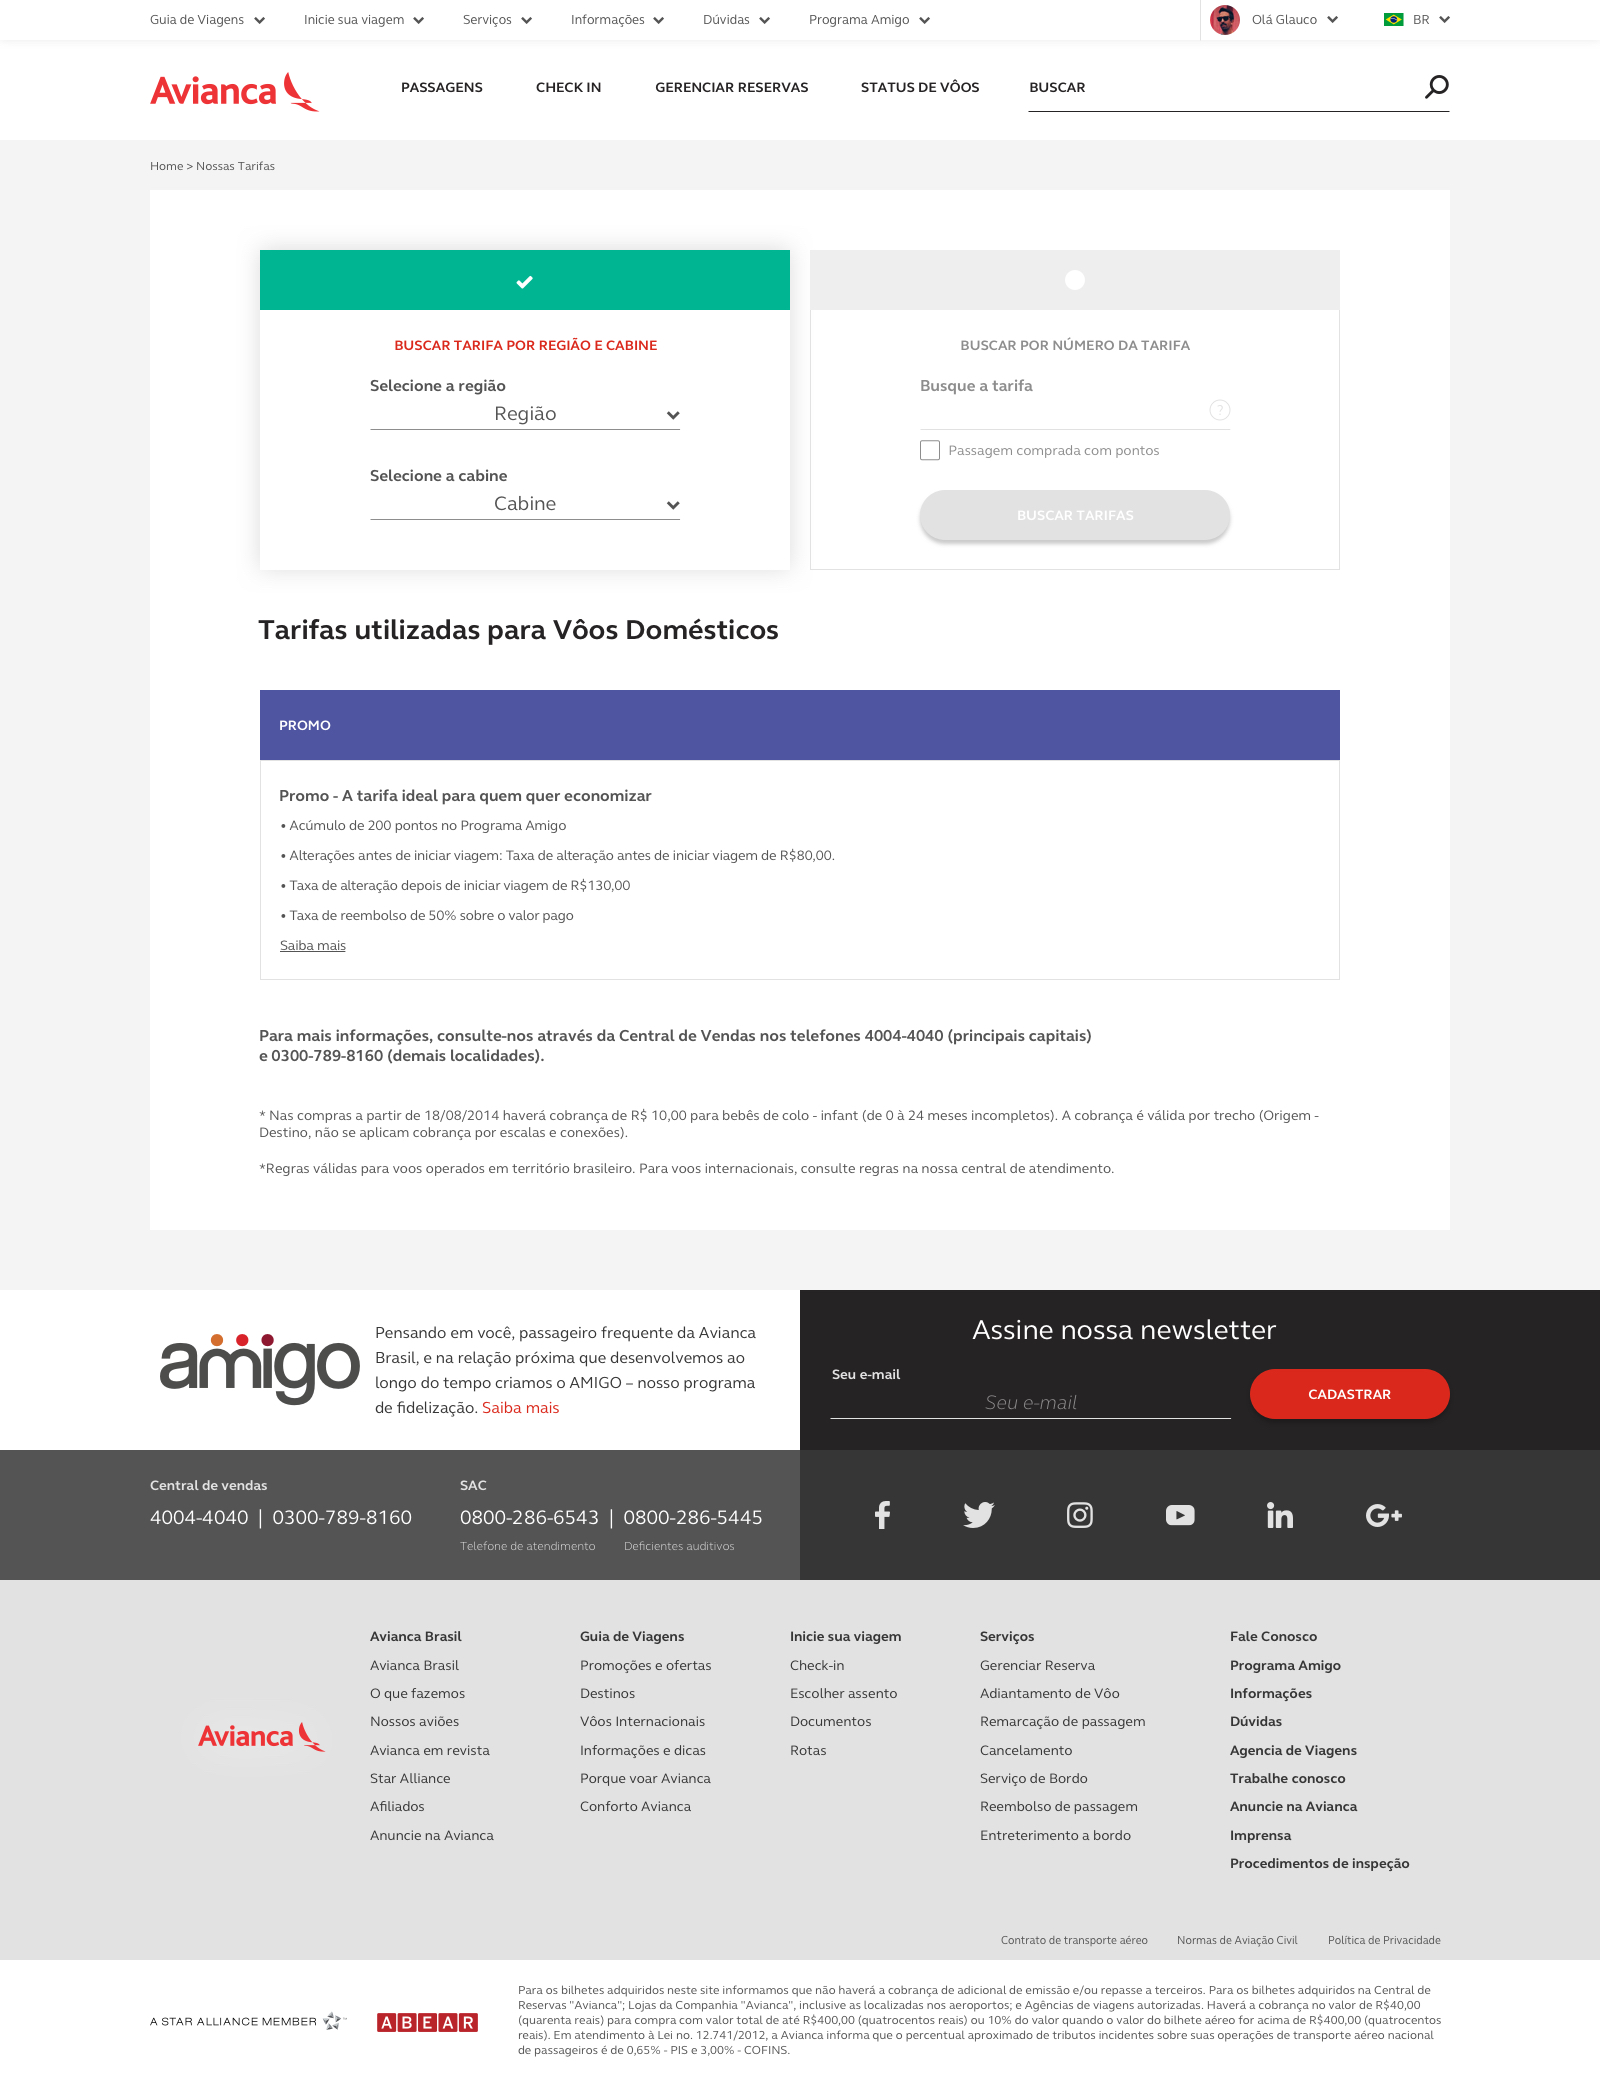 Guia de Viagens Inicie sua viagem Serviços Informações Dúvidas Programa Amigo Olá Glauco BR
Avianca PASSAGENS CHECK IN GERENCIAR RESERVAS STATUS DE VÔOS BUSCAR
Home > Nossas Tarifas
BUSCAR TARIFA POR REGIÃO E CABINE
Selecione a região
Região
Selecione a cabine
Cabine
BUSCAR POR NÚMERO DA TARIFA
Busque a tarifa
?
Passagem comprada com pontos
BUSCAR TARIFAS
Tarifas utilizadas para Vôos Domésticos
PROMO
Promo - A tarifa ideal para quem quer economizar
• Acúmulo de 200 pontos no Programa Amigo
• Alterações antes de iniciar viagem: Taxa de alteração antes de iniciar viagem de R$80,00.
• Taxa de alteração depois de iniciar viagem de R$130,00
• Taxa de reembolso de 50% sobre o valor pago
Saiba mais
Para mais informações, consulte-nos através da Central de Vendas nos telefones 4004-4040 (principais capitais)
e 0300-789-8160 (demais localidades).
* Nas compras a partir de 18/08/2014 haverá cobrança de R$ 10,00 para bebês de colo - infant (de 0 à 24 meses incompletos). A cobrança é válida por trecho (Origem -
Destino, não se aplicam cobrança por escalas e conexões).
*Regras válidas para voos operados em território brasileiro. Para voos internacionais, consulte regras na nossa central de atendimento.
amigo
Pensando em você, passageiro frequente da Avianca
Brasil, e na relação próxima que desenvolvemos ao
longo do tempo criamos o AMIGO – nosso programa
de fidelização. Saiba mais
Assine nossa newsletter
Seu e-mail
Seu e-mail
CADASTRAR
Central de vendas
4004-4040 | 0300-789-8160
SAC
0800-286-6543 | 0800-286-5445
Telefone de atendimento Deficientes auditivos
Avianca
Avianca Brasil
Avianca Brasil
O que fazemos
Nossos aviões
Avianca em revista
Star Alliance
Afiliados
Anuncie na Avianca
Guia de Viagens
Promoções e ofertas
Destinos
Vôos Internacionais
Informações e dicas
Porque voar Avianca
Conforto Avianca
Inicie sua viagem
Check-in
Escolher assento
Documentos
Rotas
Serviços
Gerenciar Reserva
Adiantamento de Vôo
Remarcação de passagem
Cancelamento
Serviço de Bordo
Reembolso de passagem
Entreterimento a bordo
Fale Conosco
Programa Amigo
Informações
Dúvidas
Agencia de Viagens
Trabalhe conosco
Anuncie na Avianca
Imprensa
Procedimentos de inspeção
Contrato de transporte aéreo Normas de Aviação Civil Política de Privacidade
A STAR ALLIANCE MEMBER
ABEAR
Para os bilhetes adquiridos neste site informamos que não haverá a cobrança de adicional de emissão e/ou repasse a terceiros. Para os bilhetes adquiridos na Central de
Reservas "Avianca"; Lojas da Companhia "Avianca", inclusive as localizadas nos aeroportos; e Agências de viagens autorizadas. Haverá a cobrança no valor de R$40,00
(quarenta reais) para compra com valor total de até R$400,00 (quatrocentos reais) ou 10% do valor quando o valor do bilhete aéreo for acima de R$400,00 (quatrocentos
reais). Em atendimento à Lei no. 12.741/2012, a Avianca informa que o percentual aproximado de tributos incidentes sobre suas operações de transporte aéreo nacional
de passageiros é de 0,65% - PIS e 3,00% - COFINS.